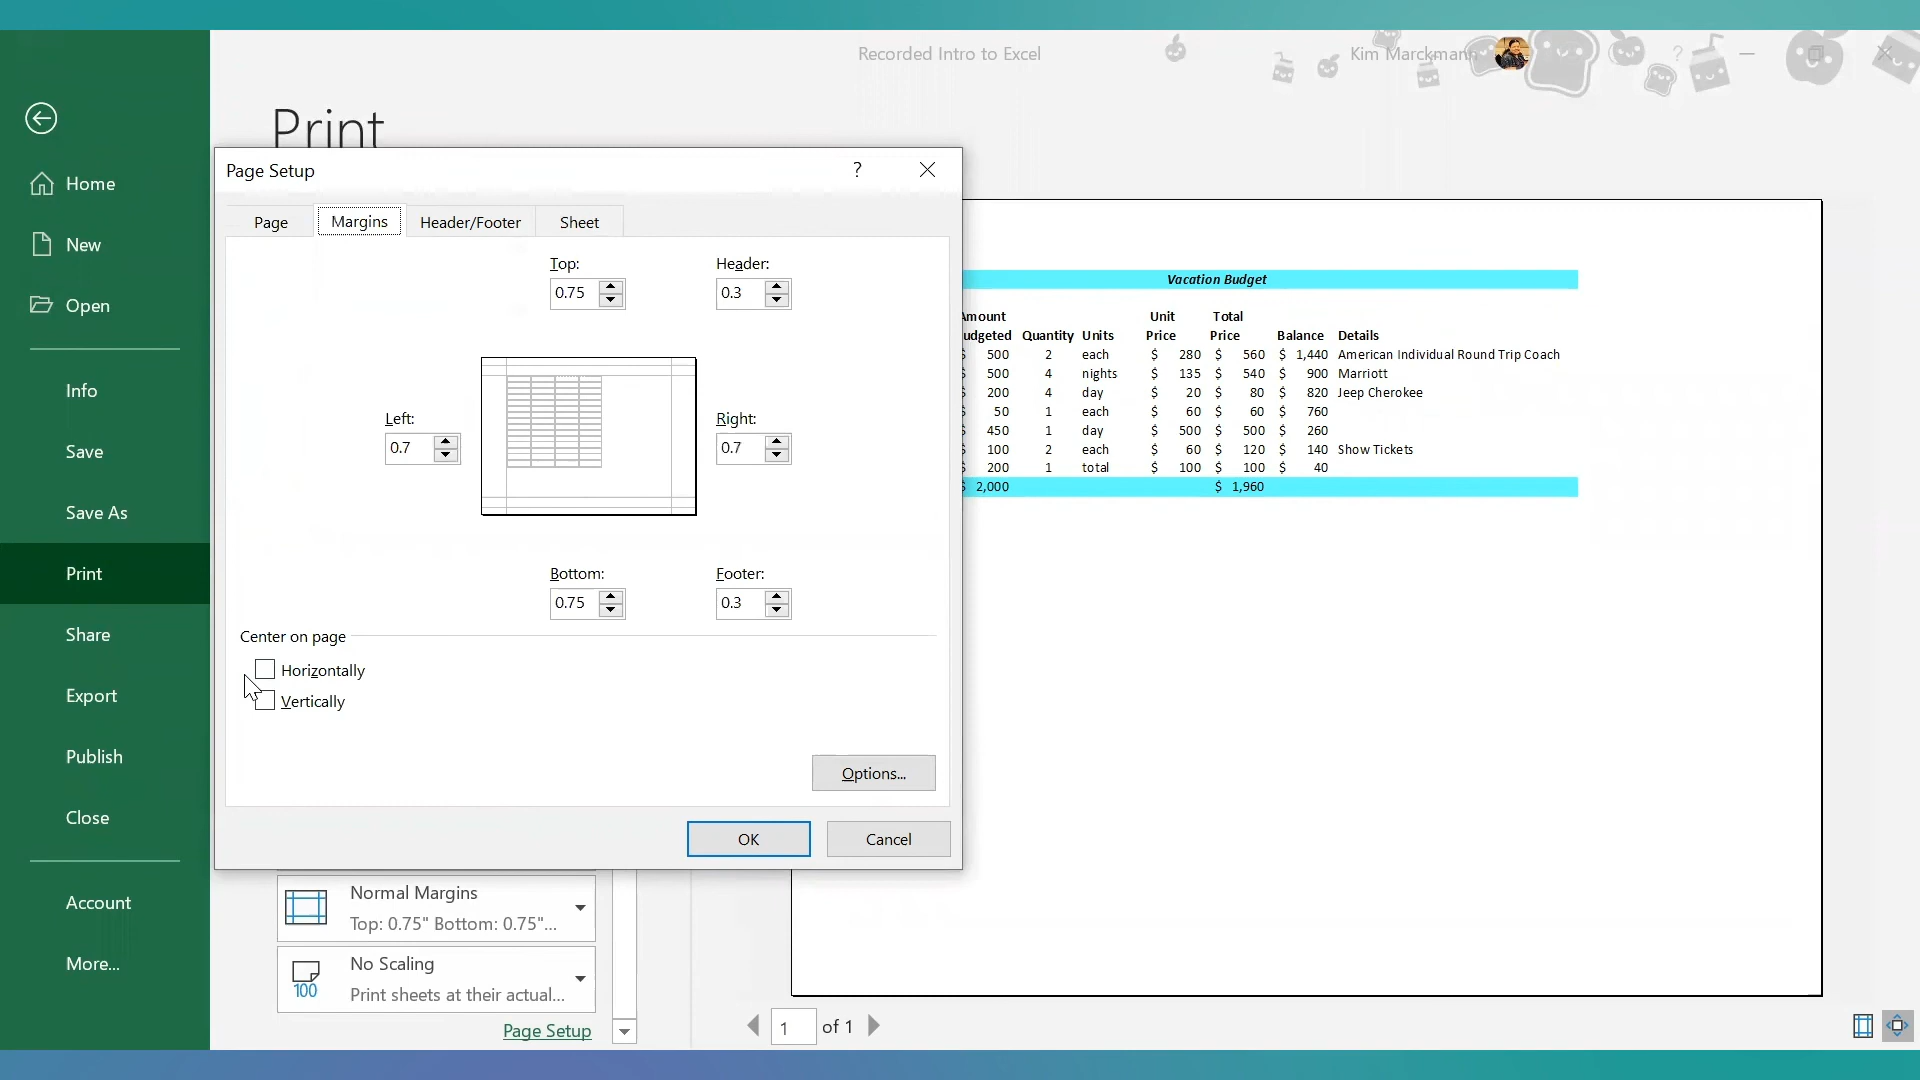 Recorded Intro to Excel
Kim Marckmann
?
Print
Home
New
Open
Info
Save
Save As
Print
Share
Export
Publish
Close
Account
More...
Page Setup
?
Page Margins Header/Footer Sheet
Top: Header:
0.75 0.3
Left: Right:
0.7 0.7
Bottom: Footer:
0.75 0.3
Center on page
Horizontally
Vertically
Options...
OK Cancel
Normal Margins
Top: 0.75" Bottom: 0.75"...
No Scaling
100 Print sheets at their actual...
Page Setup
Vacation Budget
Amount Unit Total
udgeted Quantity Units Price Price Balance Details
$ 500 2 each $ 280 $ 560 $ 1,440 American Individual Round Trip Coach
$ 500 4 nights $ 135 $ 540 $ 900 Marriott
$ 200 4 day $ 20 $ 80 $ 820 Jeep Cherokee
$ 50 1 each $ 60 $ 60 $ 760
$ 450 1 day $ 500 $ 500 $ 260
$ 100 2 each $ 60 $ 120 $ 140 Show Tickets
$ 200 1 total $ 100 $ 100 $ 40
$ 2,000 $ 1,960
1 of 1